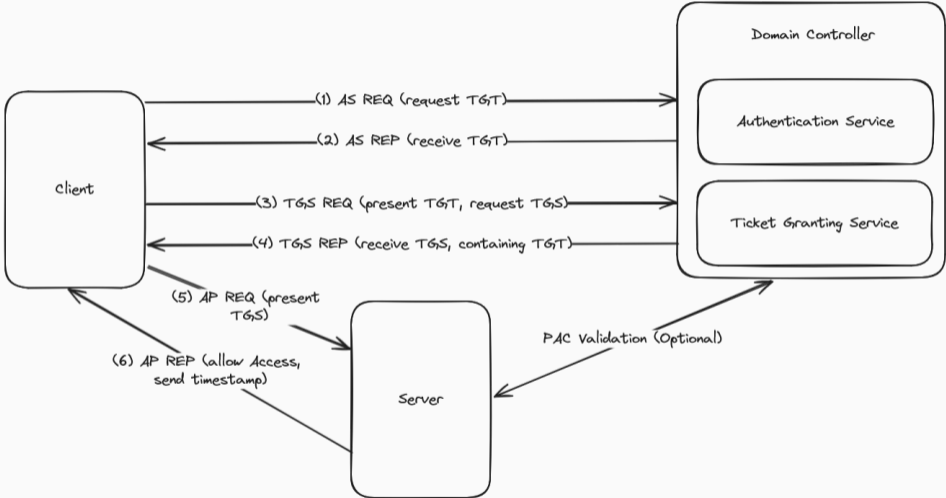 Domain Controller
(1) AS REQ (request TGT)
Authentication Service
(2) AS REP (receive TGT)
Client
(3) TGS REQ (present TGT, request TGS)
Ticket Granting Service
(4) TGS REP (receive TGS, containing TGT)
(5) AP REQ (present
TGS)
PAC Validation (Optional)
(6) AP REP (allow Access,
send timestamp)
Server